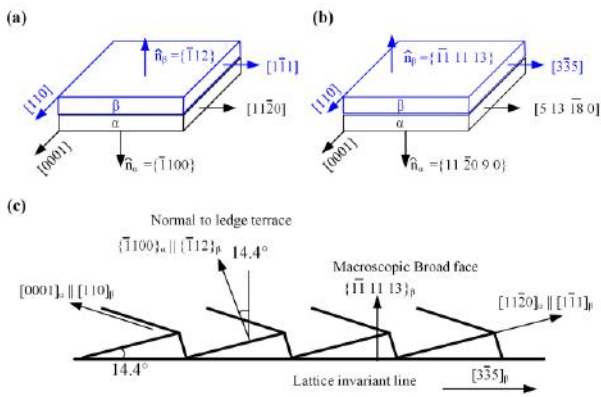 (a)
n̂β = {1̄12}
[11̄1]
[110]
β
[112̄0]
α
[0001]
n̂α = {1̄100}
(b)
n̂β = {1̄1̄ 11 13}
[33̄5]
[110]
β
[5 13 1̄8̄ 0]
α
[0001]
n̂α = {11 2̄0̄ 9 0}
(c)
Normal to ledge terrace
{1̄100}α || {1̄12}β
14.4°
Macroscopic Broad face
{1̄1̄ 11 13}β
[0001]α || [110]β
[112̄0]α || [11̄1]β
14.4°
Lattice invariant line
[33̄5]β